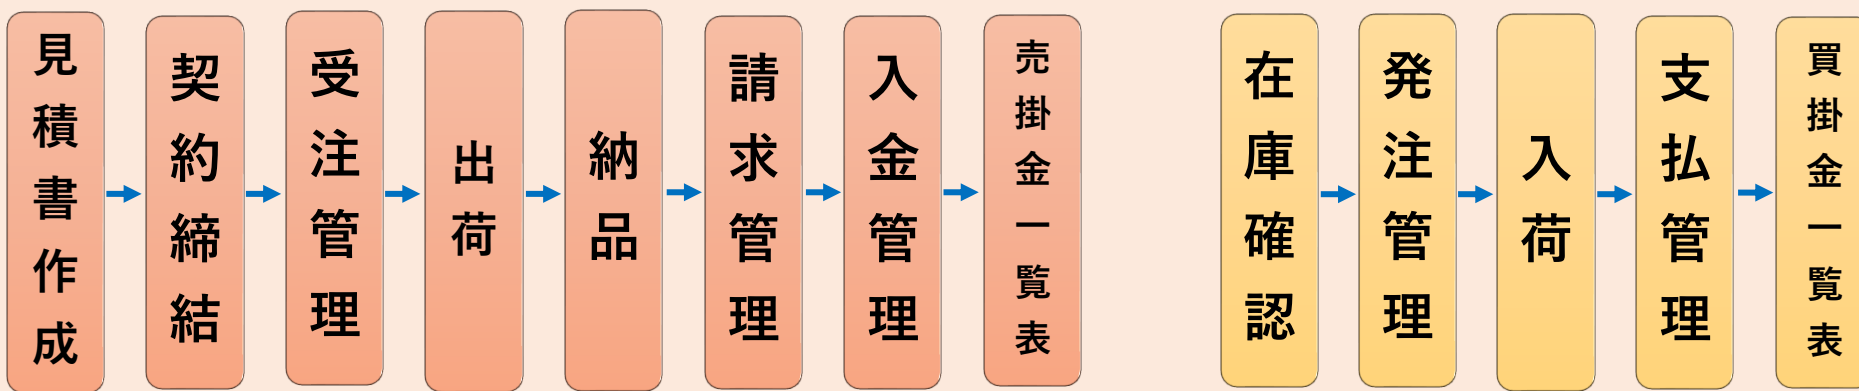 見積書作成
契約締結
受注管理
出荷
納品
請求管理
入金管理
売掛金一覧表
在庫確認
発注管理
入荷
支払管理
買掛金一覧表